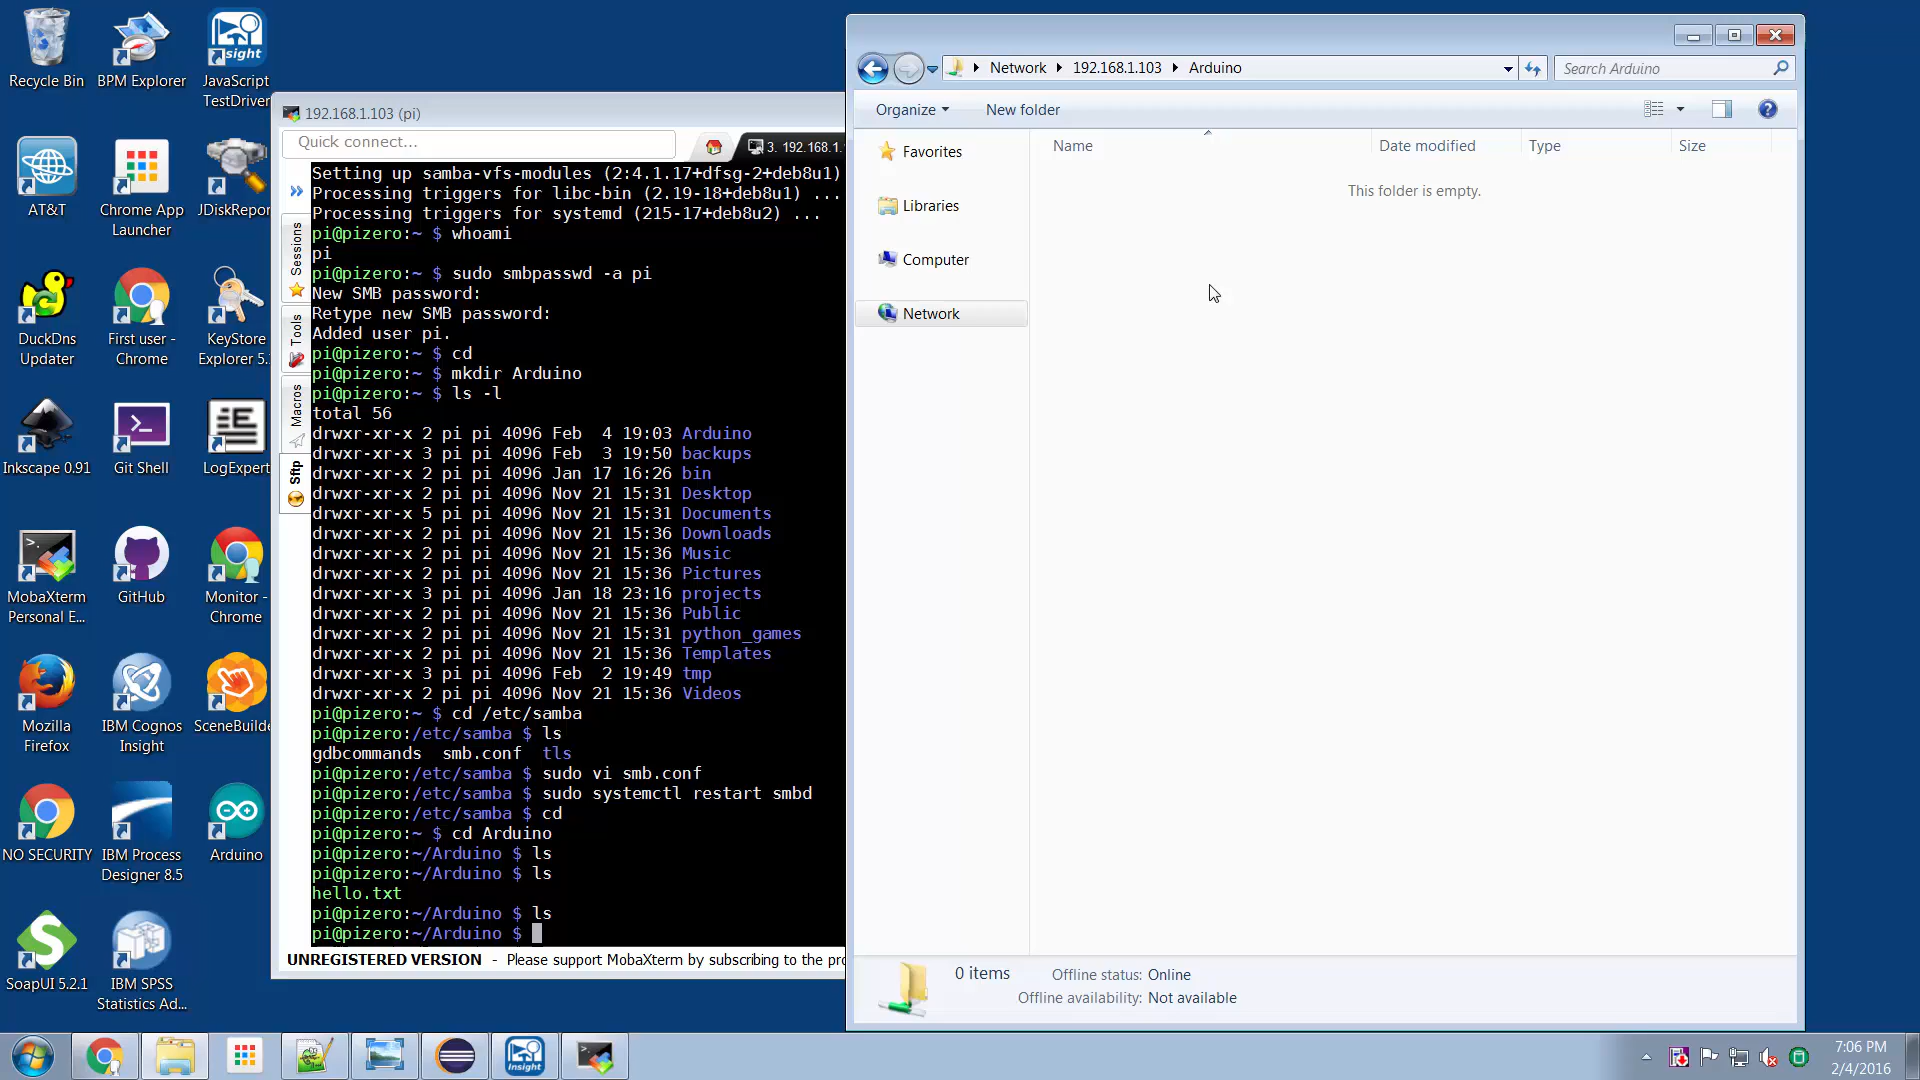 Recycle Bin
BPM Explorer
JavaScript
TestDriver
AT&T
Chrome App
Launcher
JDiskRepor
DuckDns
Updater
First user -
Chrome
KeyStore
Explorer 5.
Inkscape 0.91
Git Shell
LogExpert
MobaXterm
Personal E...
GitHub
Monitor -
Chrome
Mozilla
Firefox
IBM Cognos
Insight
SceneBuilde
NO SECURITY
IBM Process
Designer 8.5
Arduino
SoapUI 5.2.1
IBM SPSS
Statistics Ad...
192.168.1.103 (pi)
Quick connect...
3. 192.168.1.
Sessions
Tools
Macros
Sftp
Setting up samba-vfs-modules (2:4.1.17+dfsg-2+deb8u1)
Processing triggers for libc-bin (2.19-18+deb8u1) ...
Processing triggers for systemd (215-17+deb8u2) ...
pi@pizero:~ $ whoami
pi
pi@pizero:~ $ sudo smbpasswd -a pi
New SMB password:
Retype new SMB password:
Added user pi.
pi@pizero:~ $ cd
pi@pizero:~ $ mkdir Arduino
pi@pizero:~ $ ls -l
total 56
drwxr-xr-x 2 pi pi 4096 Feb  4 19:03 Arduino
drwxr-xr-x 3 pi pi 4096 Feb  3 19:50 backups
drwxr-xr-x 2 pi pi 4096 Jan 17 16:26 bin
drwxr-xr-x 2 pi pi 4096 Nov 21 15:31 Desktop
drwxr-xr-x 5 pi pi 4096 Nov 21 15:31 Documents
drwxr-xr-x 2 pi pi 4096 Nov 21 15:36 Downloads
drwxr-xr-x 2 pi pi 4096 Nov 21 15:36 Music
drwxr-xr-x 2 pi pi 4096 Nov 21 15:36 Pictures
drwxr-xr-x 3 pi pi 4096 Jan 18 23:16 projects
drwxr-xr-x 2 pi pi 4096 Nov 21 15:36 Public
drwxr-xr-x 2 pi pi 4096 Nov 21 15:31 python_games
drwxr-xr-x 2 pi pi 4096 Nov 21 15:36 Templates
drwxr-xr-x 3 pi pi 4096 Feb  2 19:49 tmp
drwxr-xr-x 2 pi pi 4096 Nov 21 15:36 Videos
pi@pizero:~ $ cd /etc/samba
pi@pizero:/etc/samba $ ls
gdbcommands  smb.conf  tls
pi@pizero:/etc/samba $ sudo vi smb.conf
pi@pizero:/etc/samba $ sudo systemctl restart smbd
pi@pizero:/etc/samba $ cd
pi@pizero:~ $ cd Arduino
pi@pizero:~/Arduino $ ls
pi@pizero:~/Arduino $ ls
hello.txt
pi@pizero:~/Arduino $ ls
pi@pizero:~/Arduino $
UNREGISTERED VERSION - Please support MobaXterm by subscribing to the pro
Network 192.168.1.103 Arduino
Search Arduino
Organize New folder
Favorites
Libraries
Computer
Network
Name Date modified Type Size
This folder is empty.
0 items Offline status: Online
Offline availability: Not available
Insight
7:06 PM
2/4/2016